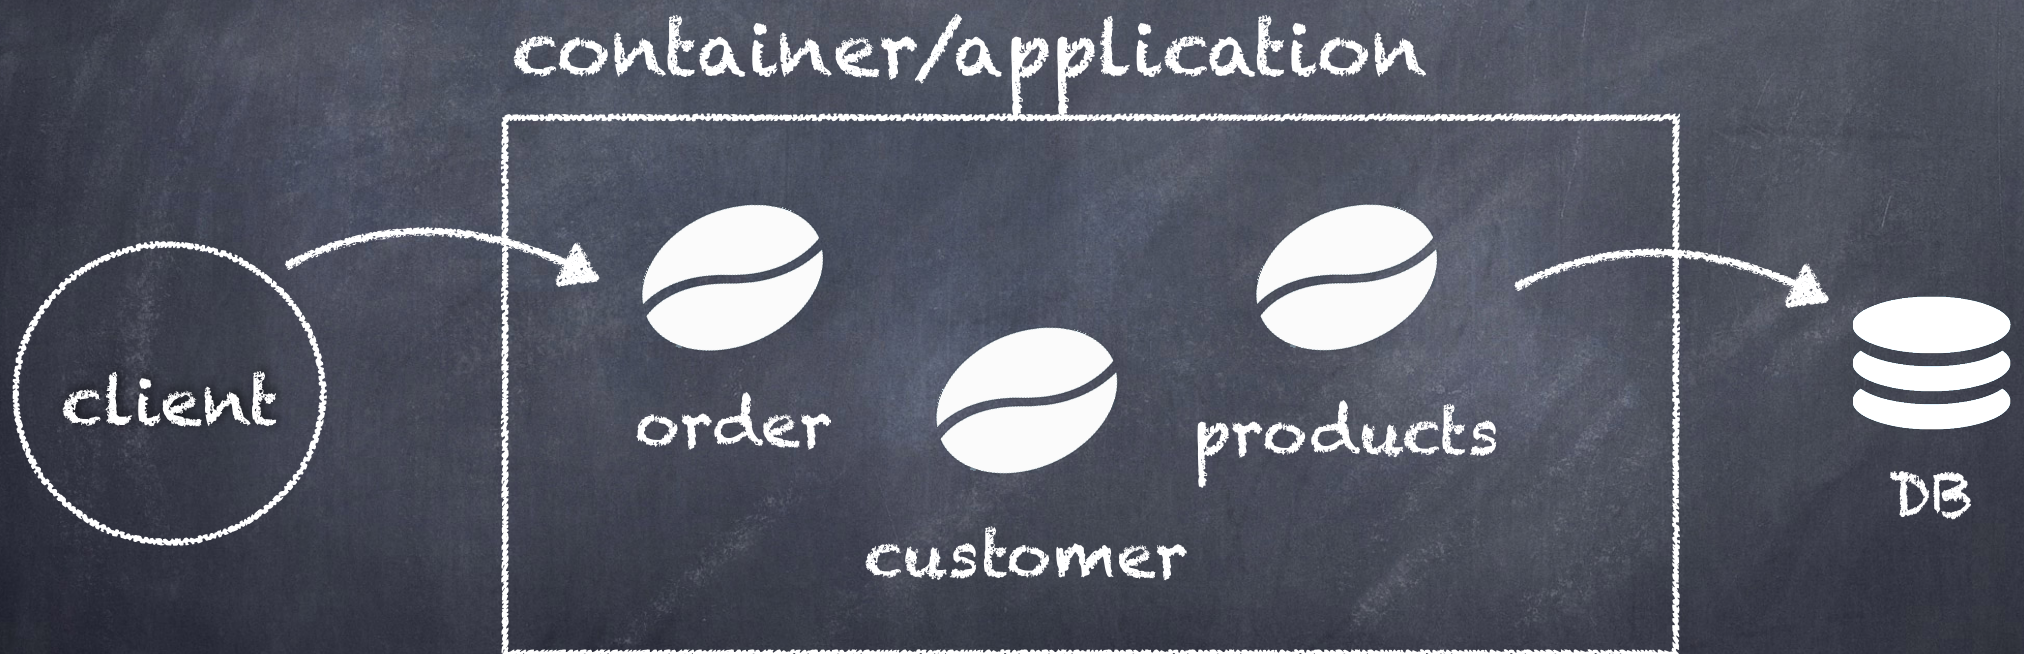 container/application
client
order
products
customer
DB